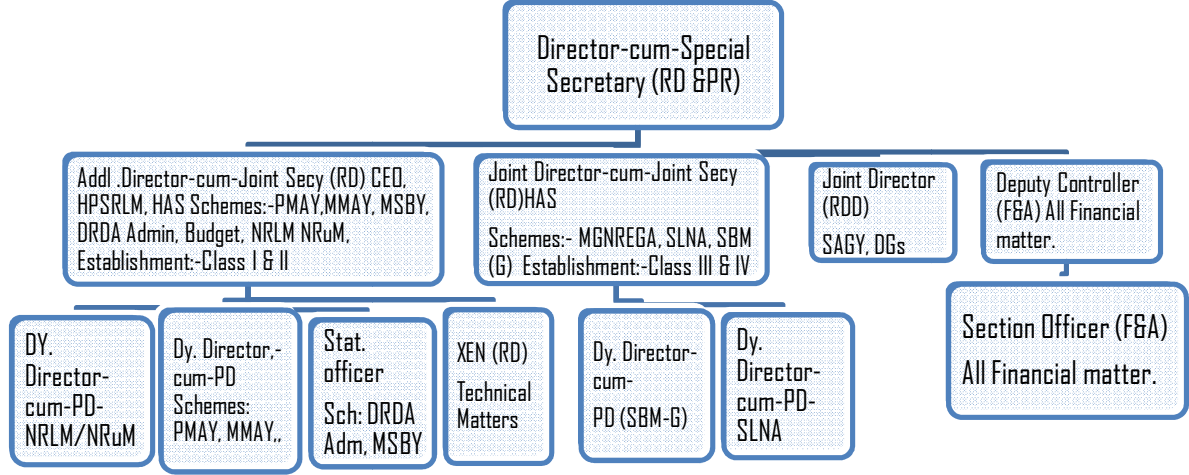 Director-cum-Special
Secretary (RD &PR)
Addl .Director-cum-Joint Secy (RD) CEO,
HPSRLM, HAS Schemes:-PMAY,MMAY, MSBY,
DRDA Admin, Budget, NRLM NRuM,
Establishment:-Class I & II
Joint Director-cum-Joint Secy
(RD)HAS
Schemes:- MGNREGA, SLNA, SBM
(G) Establishment:-Class III & IV
Joint Director
(RDD)
SAGY, DGs
Deputy Controller
(F&A) All Financial
matter.
DY.
Director-
cum-PD-
NRLM/NRuM
Dy. Director,-
cum-PD
Schemes:
PMAY, MMAY,,
Stat.
officer
Sch: DRDA
Adm, MSBY
XEN (RD)
Technical
Matters
Dy. Director-
cum-
PD (SBM-G)
Dy.
Director-
cum-PD-
SLNA
Section Officer (F&A)
All Financial matter.